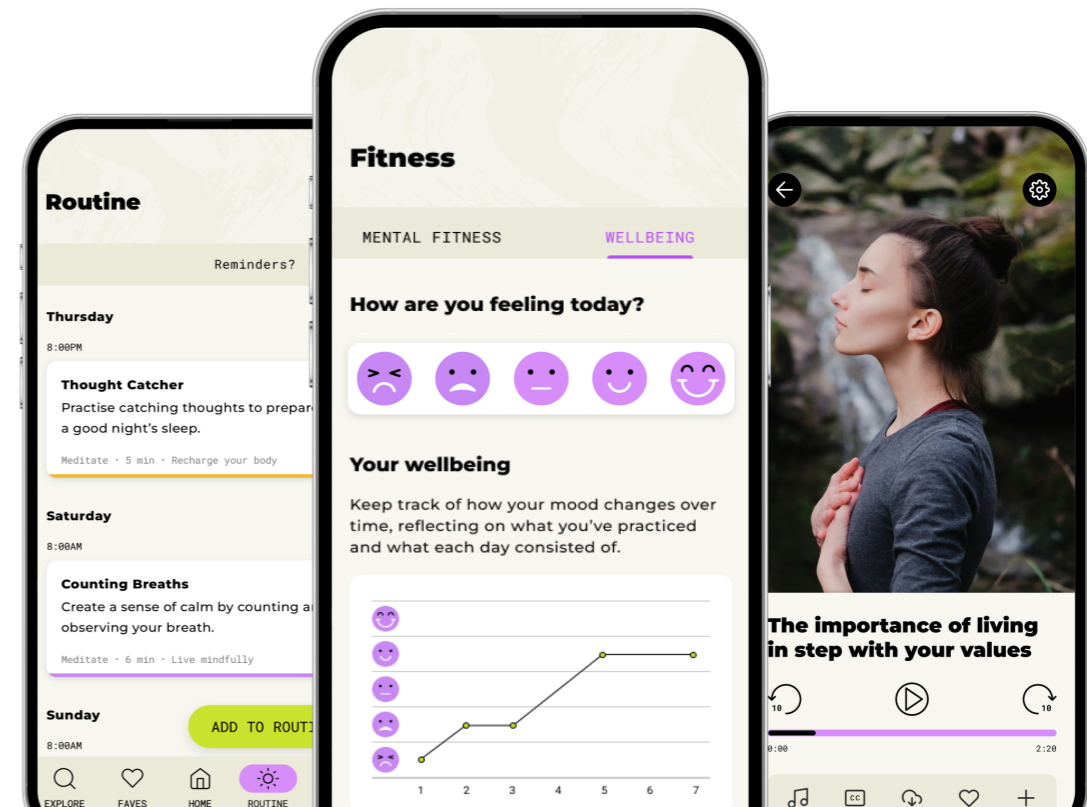 Routine
Reminders?
Thursday
8:00PM
Thought Catcher
Practise catching thoughts to prepar
a good night's sleep.
Meditate · 5 min · Recharge your body
Saturday
8:00AM
Counting Breaths
Create a sense of calm by counting a
observing your breath.
Meditate · 6 min · Live mindfully
Sunday
8:00AM
ADD TO ROUTI
EXPLORE
FAVES
HOME
ROUTINE
Fitness
MENTAL FITNESS
WELLBEING
How are you feeling today?
Your wellbeing
Keep track of how your mood changes over
time, reflecting on what you've practiced
and what each day consisted of.
1 2 3 4 5 6 7
The importance of living
in step with your values
10
10
0:00
2:20
CC